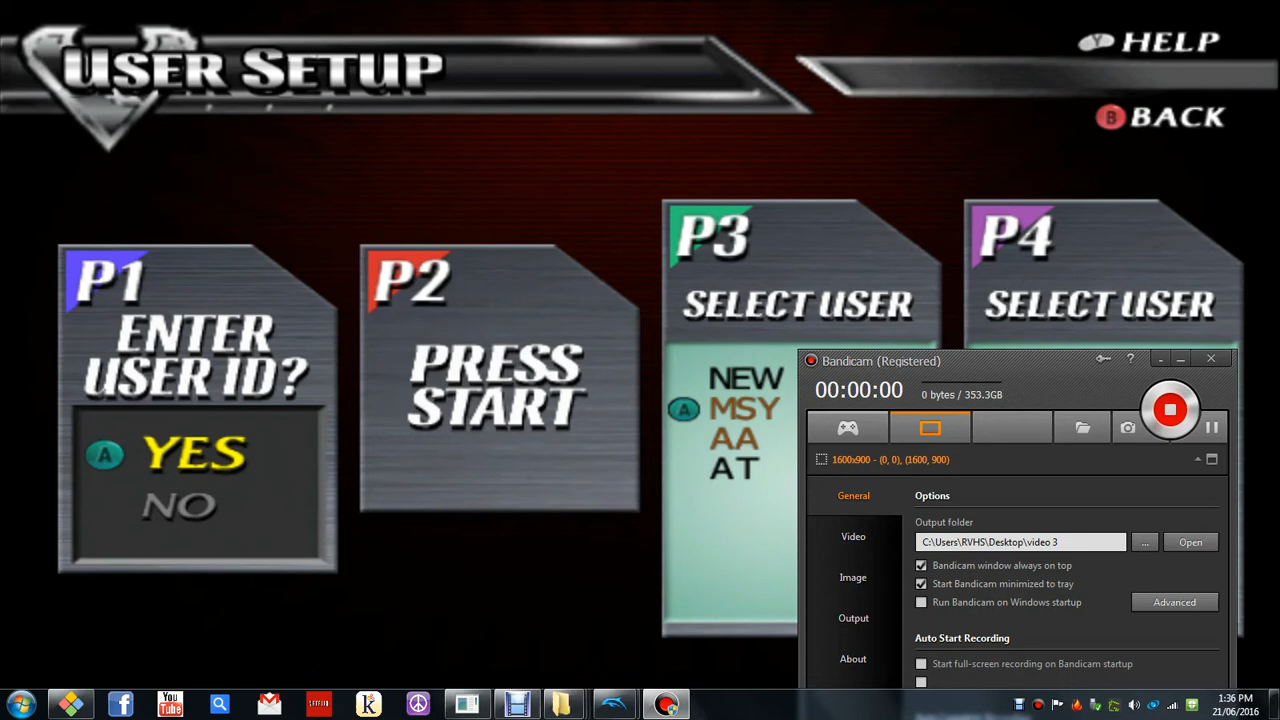 USER SETUP
HELP
BACK
P1
ENTER
USER ID?
A YES
NO
P2
PRESS
START
P3
SELECT USER
NEW
A MSY
AA
AT
P4
SELECT USER
Bandicam (Registered)
00:00:00
0 bytes / 353.3GB
1600x900 - (0, 0), (1600, 900)
General
Video
Image
Output
About
Options
Output folder
C:\Users\RVHS\Desktop\video 3
...
Open
Bandicam window always on top
Start Bandicam minimized to tray
Run Bandicam on Windows startup
Advanced
Auto Start Recording
Start full-screen recording on Bandicam startup
You
Tube
NETFLIX
k
1:36 PM
21/06/2016